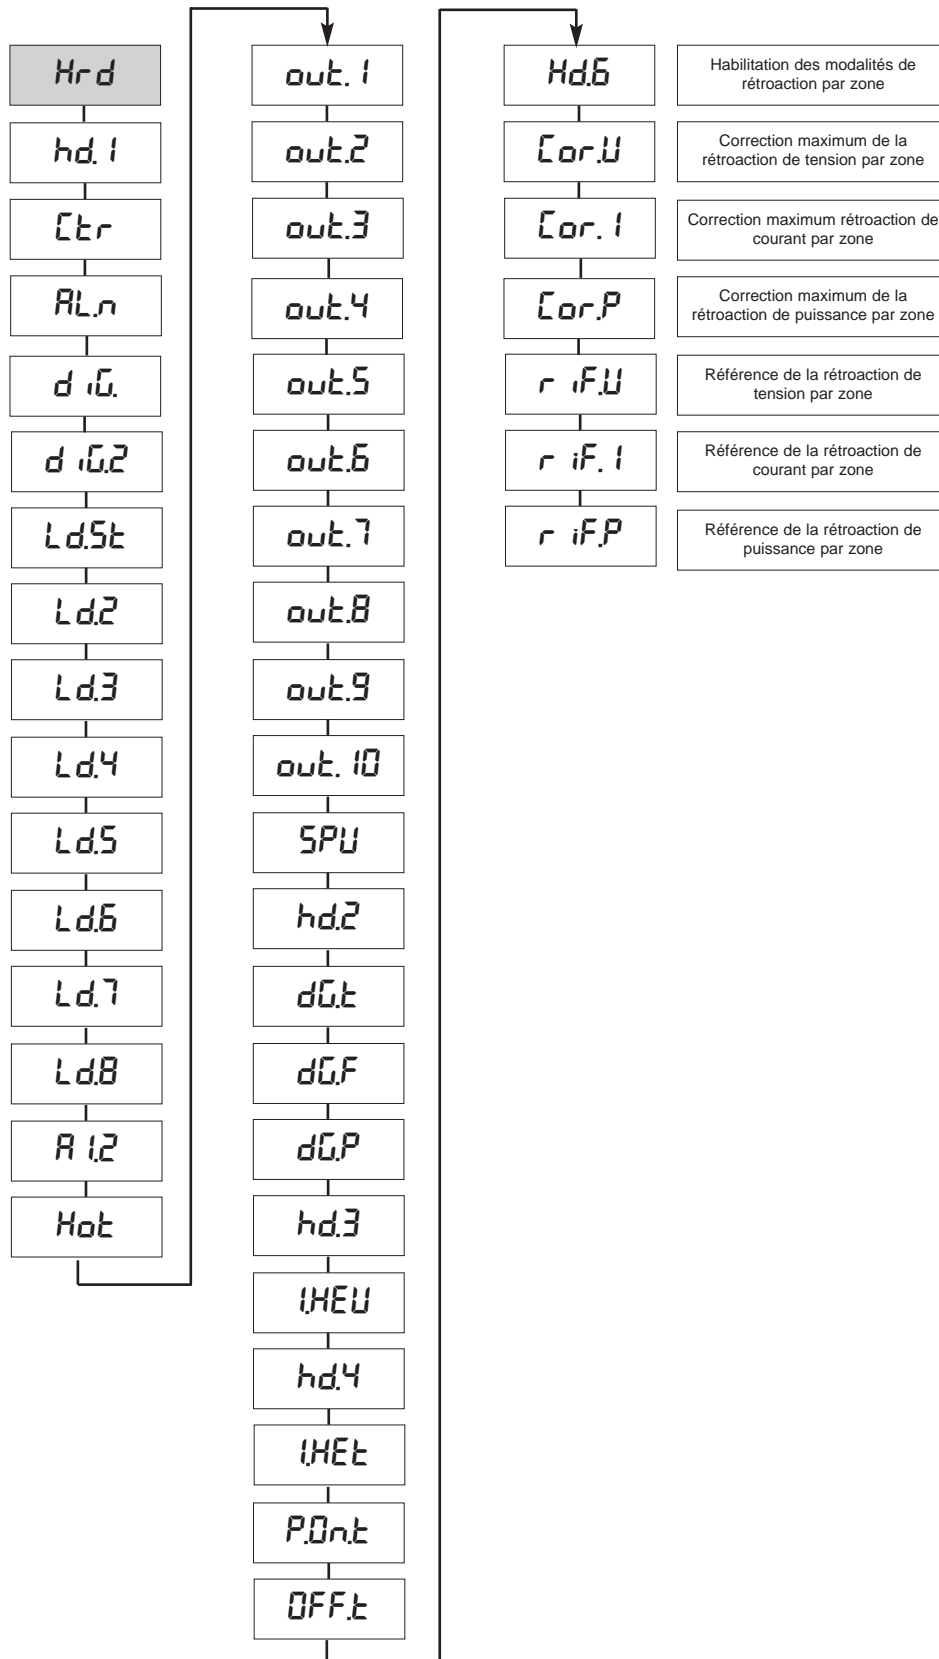 Hrd
hd.1
Ctr
AL.n
diG.
diG.2
Ld.St
Ld.2
Ld.3
Ld.4
Ld.5
Ld.6
Ld.7
Ld.8
A1.2
Hot
out.1
out.2
out.3
out.4
out.5
out.6
out.7
out.8
out.9
out.10
SPU
hd.2
dG.t
dG.F
dG.P
hd.3
I.HEU
hd.4
I.HEt
P.On.t
OFF.t
Hd.6
Habilitation des modalités de
rétroaction par zone
Cor.U
Correction maximum de la
rétroaction de tension par zone
Cor.I
Correction maximum rétroaction de
courant par zone
Cor.P
Correction maximum de la
rétroaction de puissance par zone
riF.U
Référence de la rétroaction de
tension par zone
riF.I
Référence de la rétroaction de
courant par zone
riF.P
Référence de la rétroaction de
puissance par zone